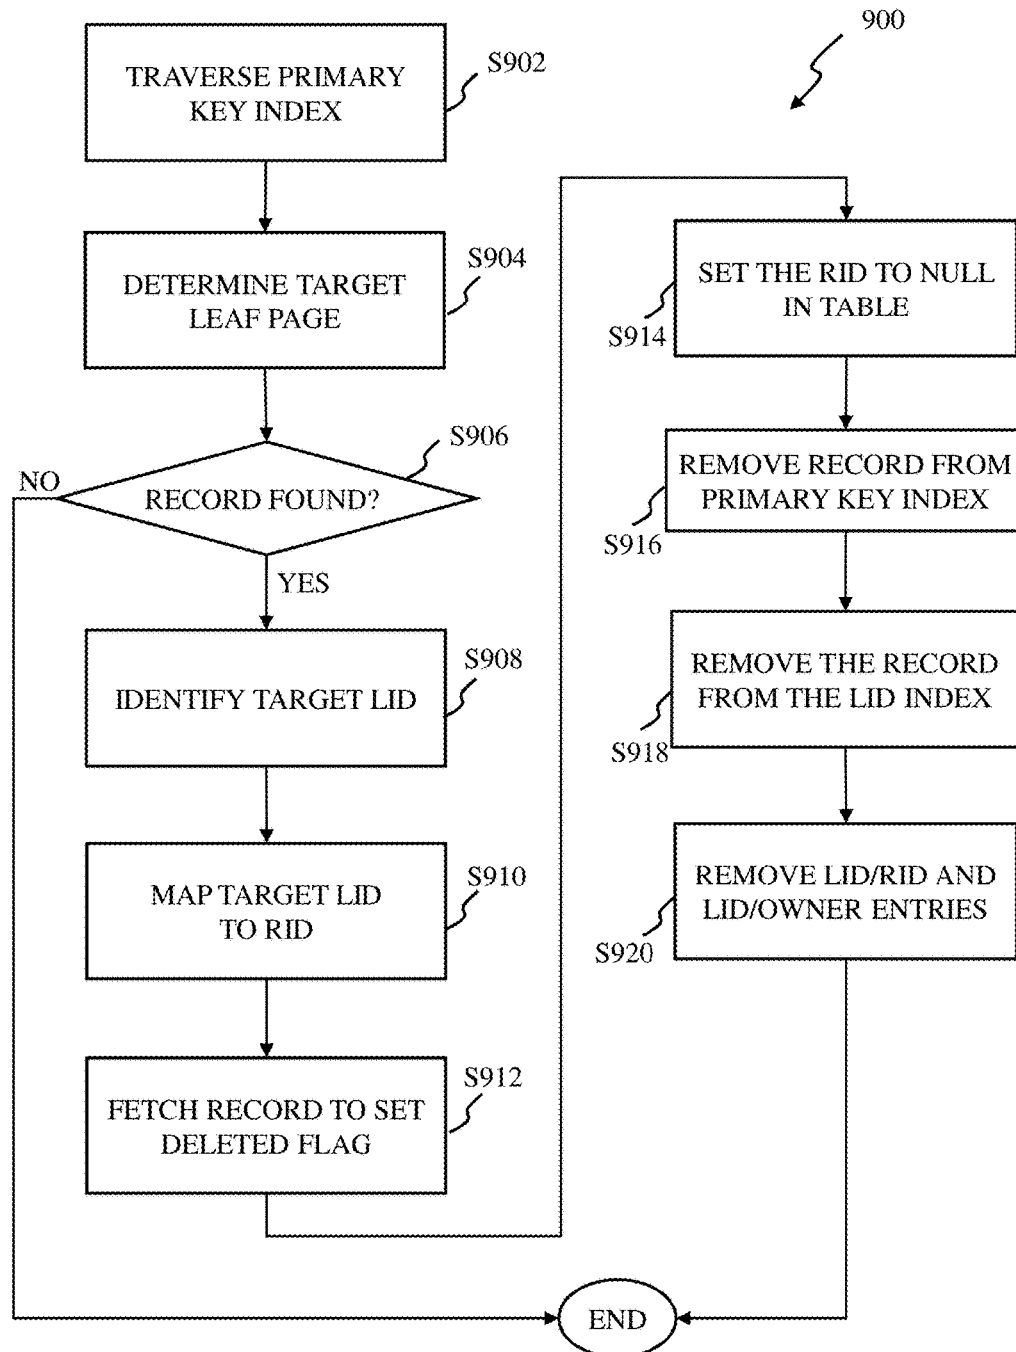 900
TRAVERSE PRIMARY
KEY INDEX
S902
DETERMINE TARGET
LEAF PAGE
S904
RECORD FOUND?
S906
NO
YES
IDENTIFY TARGET LID
S908
MAP TARGET LID
TO RID
S910
FETCH RECORD TO SET
DELETED FLAG
S912
SET THE RID TO NULL
IN TABLE
S914
REMOVE RECORD FROM
PRIMARY KEY INDEX
S916
REMOVE THE RECORD
FROM THE LID INDEX
S918
REMOVE LID/RID AND
LID/OWNER ENTRIES
S920
END